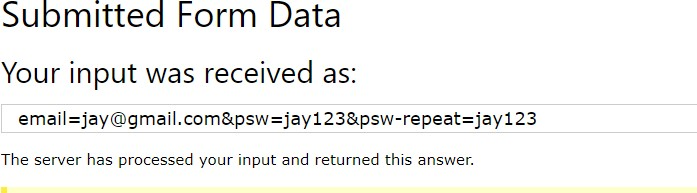 Submitted Form Data
Your input was received as:
email=jay@gmail.com&psw=jay123&psw-repeat=jay123
The server has processed your input and returned this answer.